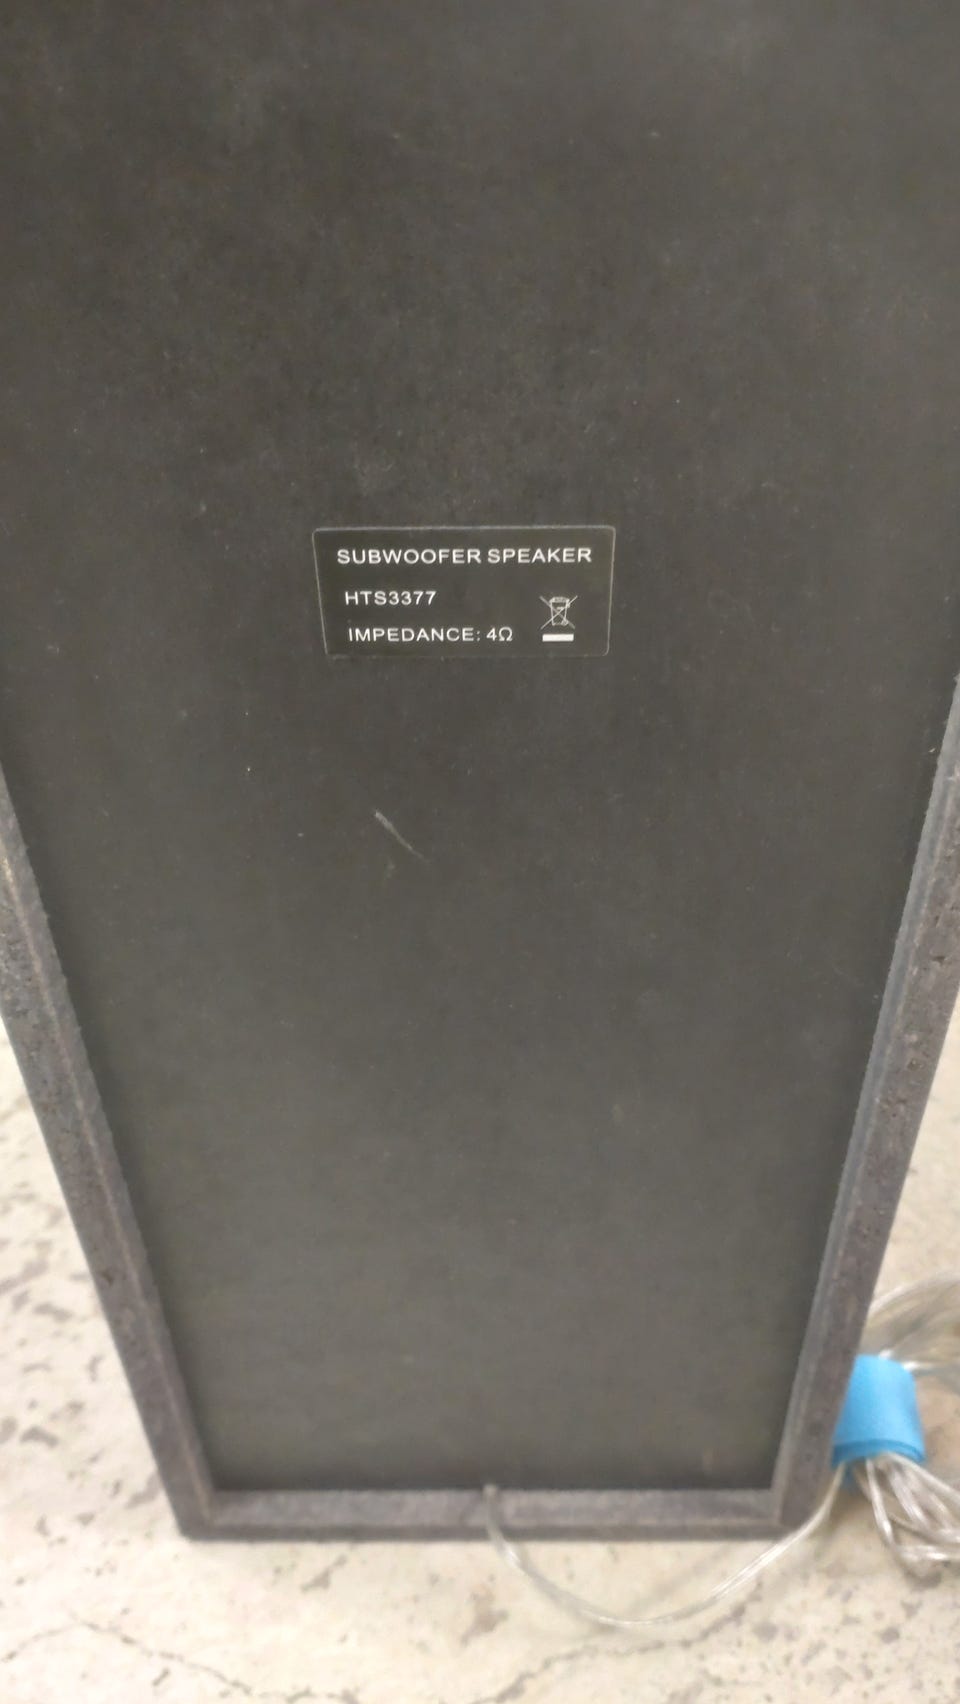 SUBWOOFER SPEAKER
HTS3377
IMPEDANCE: 4Ω